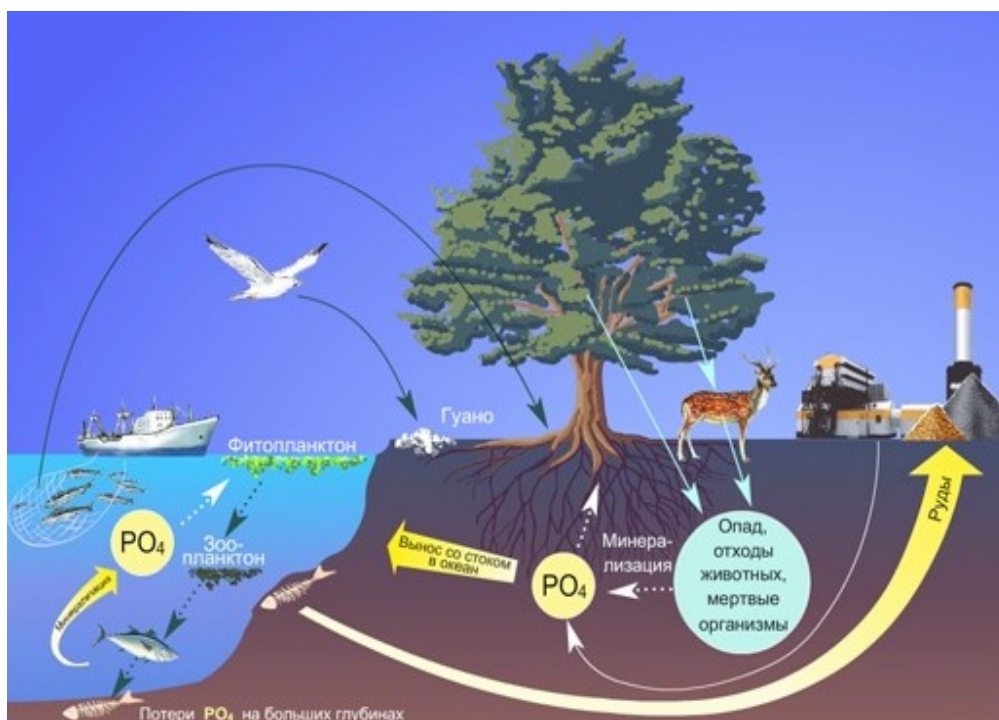 Гуано
Фитопланктон
PO4
Зоо-
планктон
Минерализация
Вынос со стоком
в океан
PO4
Минера-
лизация
Опад,
отходы
животных,
мертвые
организмы
Руды
Потери PO4 на больших глубинах